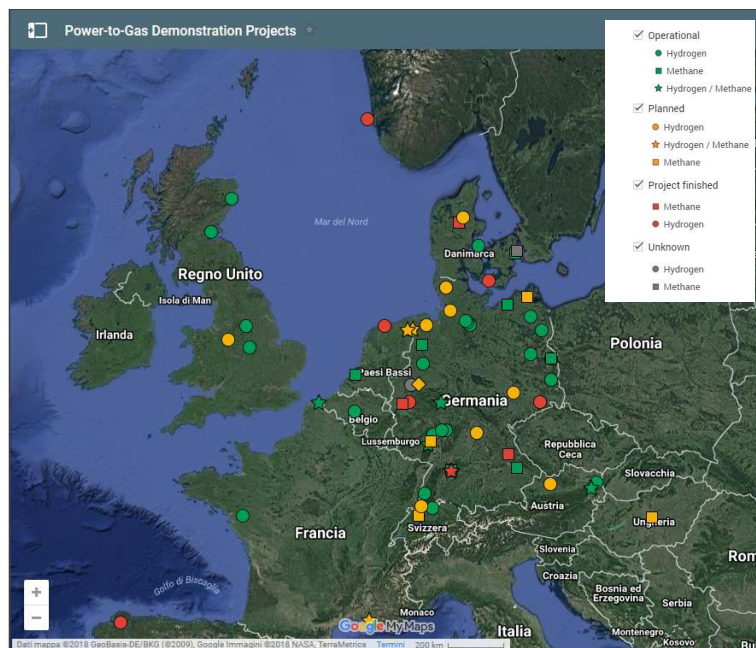 Power-to-Gas Demonstration Projects
Operational
Hydrogen
Methane
Hydrogen / Methane
Planned
Hydrogen
Hydrogen / Methane
Methane
Project finished
Methane
Hydrogen
Unknown
Hydrogen
Methane
Mar del Nord
Danimarca
Regno Unito
Isola di Man
Irlanda
Polonia
Paesi Bassi
Germania
Belgio
Lussemburgo
Repubblica
Ceca
Slovacchia
Austria
Ungheria
Francia
Svizzera
Slovenia
Rom
Croazia
Golfo di Biscaglia
Bosnia ed
Erzegovina
Serbia
Monaco
Italia
Montenegro
Kosovo
Bu
+
−
Google My Maps
Dati mappa ©2018 GeoBasis-DE/BKG (©2009), Google Immagini ©2018 NASA, TerraMetrics Termini 200 km